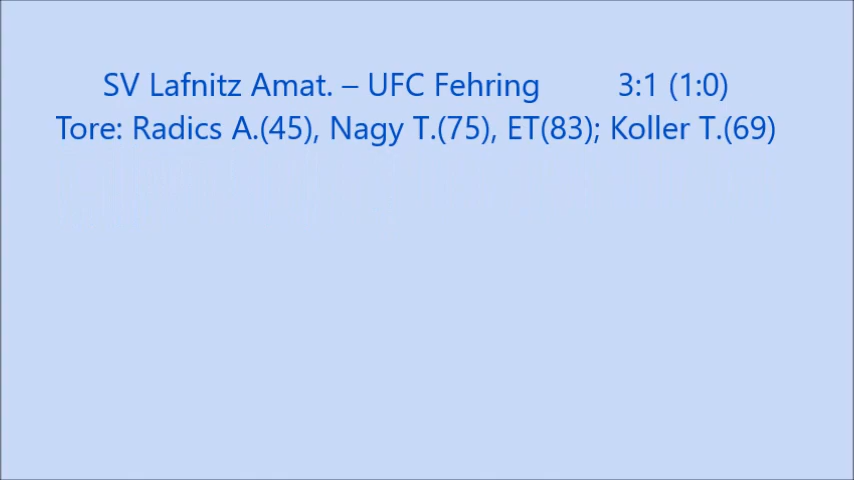 SV Lafnitz Amat. – UFC Fehring 3:1 (1:0)
Tore: Radics A.(45), Nagy T.(75), ET(83); Koller T.(69)